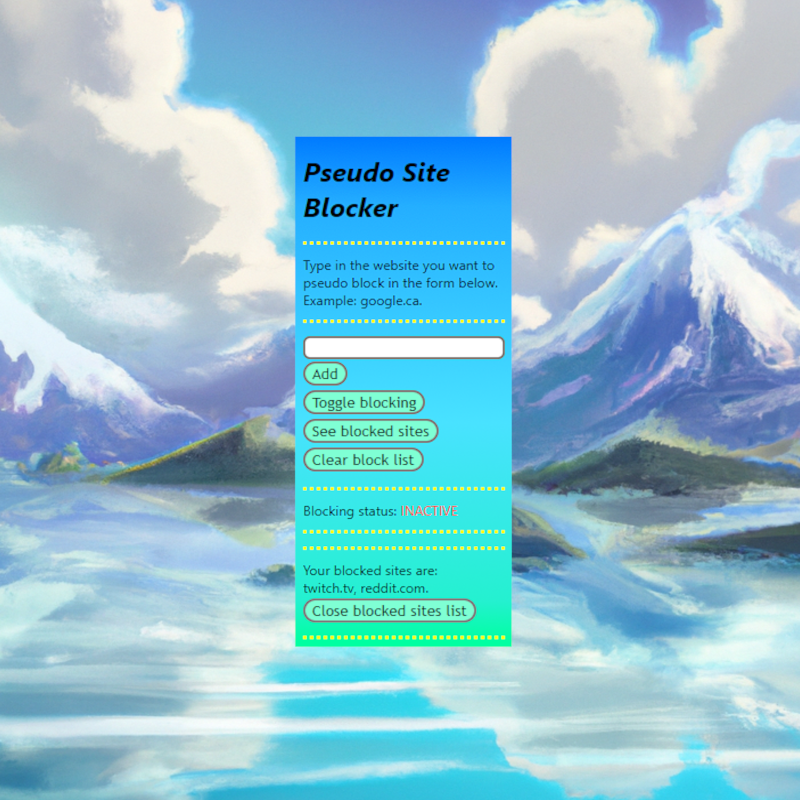 Pseudo Site
Blocker
Type in the website you want to
pseudo block in the form below.
Example: google.ca.
Add
Toggle blocking
See blocked sites
Clear block list
Blocking status: INACTIVE
Your blocked sites are:
twitch.tv, reddit.com.
Close blocked sites list